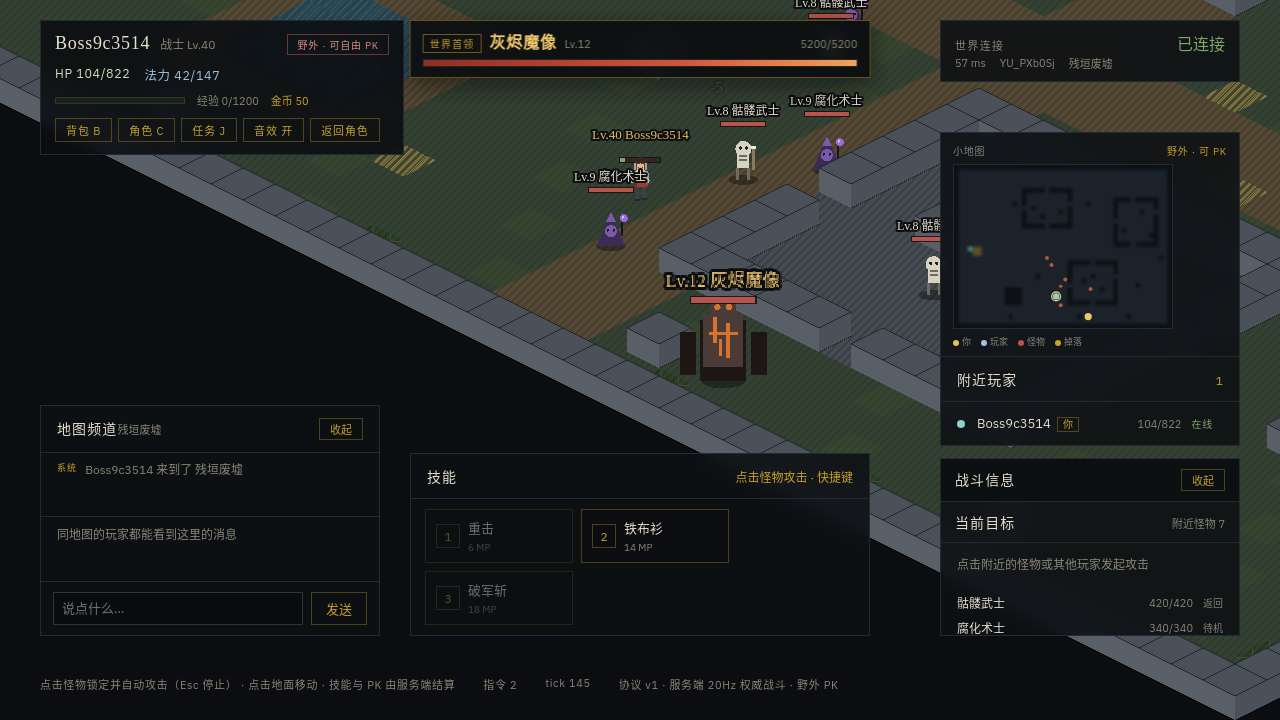 Boss9c3514 战士 Lv.40 野外 · 可自由 PK
HP 104/822 法力 42/147
经验 0/1200 金币 50
背包 B 角色 C 任务 J 音效 开 返回角色
世界首领 灰烬魔像 Lv.12 5200/5200
Lv.8 骷髅武士
世界连接 已连接
57 ms YU_PXb0Sj 残垣废墟
Lv.8 骷髅武士
Lv.9 腐化术士
Lv.40 Boss9c3514
Lv.9 腐化术士
Lv.8 骷髅
Lv.12 灰烬魔像
小地图 野外 · 可 PK
你 玩家 怪物 掉落
附近玩家 1
Boss9c3514 你 104/822 在线
地图频道 残垣废墟 收起
系统 Boss9c3514 来到了 残垣废墟
同地图的玩家都能看到这里的消息
说点什么... 发送
技能 点击怪物攻击 · 快捷键
1 重击 6 MP
2 铁布衫 14 MP
3 破军斩 18 MP
战斗信息 收起
当前目标 附近怪物 7
点击附近的怪物或其他玩家发起攻击
骷髅武士 420/420 返回
腐化术士 340/340 待机
点击怪物锁定并自动攻击（Esc 停止） · 点击地面移动 · 技能与 PK 由服务端结算 指令 2 tick 145 协议 v1 · 服务端 20Hz 权威战斗 · 野外 PK